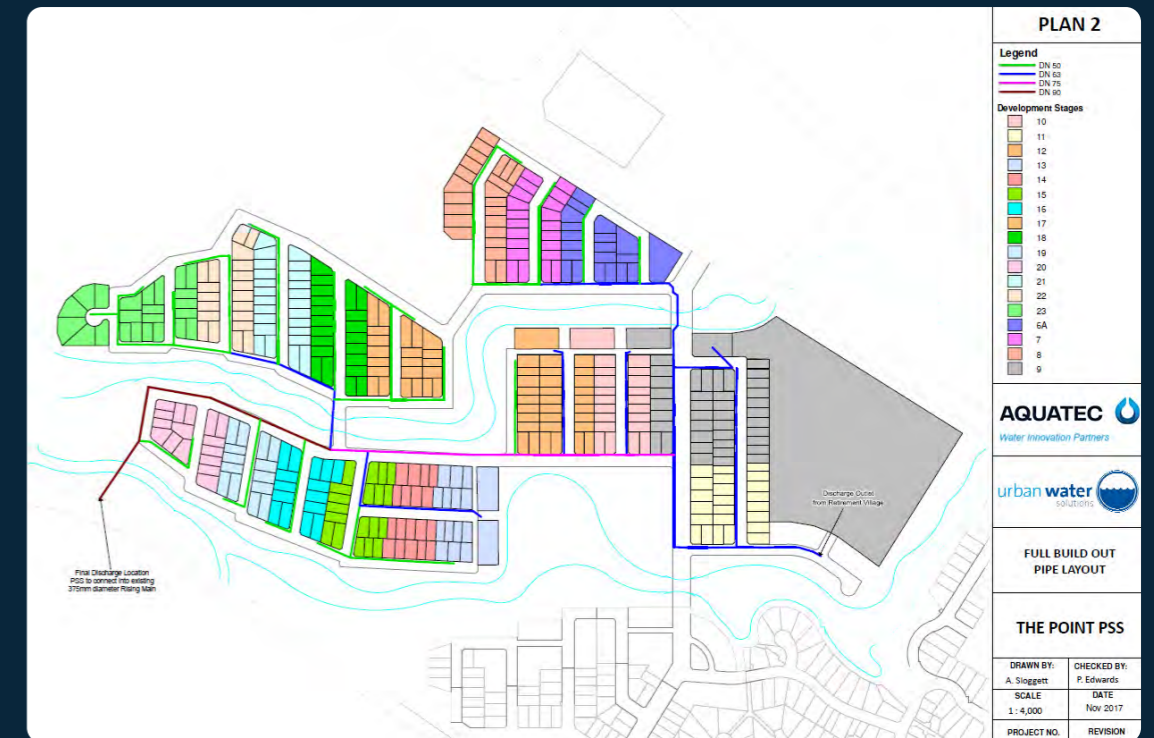 PLAN 2
Legend
DN 50
DN 63
DN 75
DN 90
Development Stages
10
11
12
13
14
15
16
17
18
19
20
21
22
23
6A
7
8
9
AQUATEC
Water Innovation Partners
urban water
solutions
FULL BUILD OUT
PIPE LAYOUT
THE POINT PSS
DRAWN BY:
A. Sloggett
CHECKED BY:
P. Edwards
SCALE
1 : 4,000
DATE
Nov 2017
PROJECT NO.
REVISION
Discharge Outlet
from Retirement Village
Final Discharge Location
PSS to connect into existing
375mm diameter Rising Main